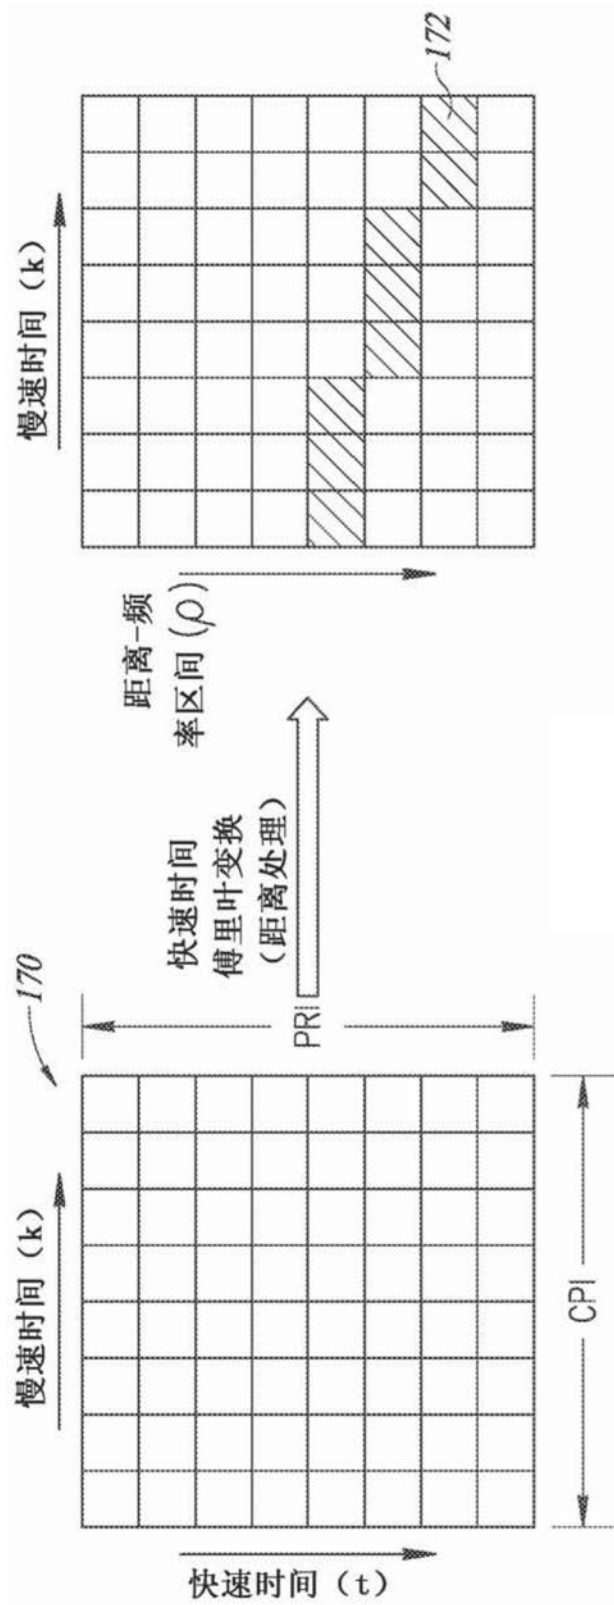 慢速时间（k）
170
快速时间（t）
PRI
CPI
快速时间
傅里叶变换
（距离处理）
距离-频
率区间(ρ)
慢速时间（k）
172